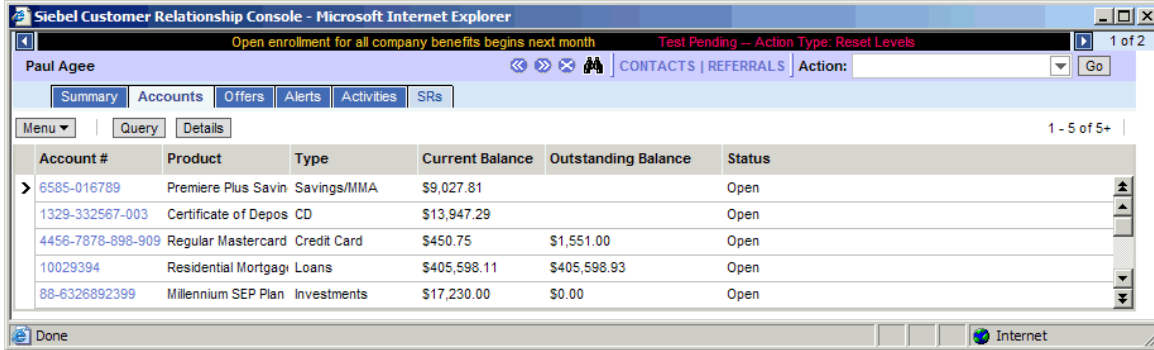 Siebel Customer Relationship Console - Microsoft Internet Explorer
Open enrollment for all company benefits begins next month Test Pending -- Action Type: Reset Levels 1 of 2
Paul Agee CONTACTS | REFERRALS Action: Go
Summary Accounts Offers Alerts Activities SRs
Menu Query Details 1 - 5 of 5+
Account # Product Type Current Balance Outstanding Balance Status
6585-016789 Premiere Plus Savin Savings/MMA $9,027.81 Open
1329-332567-003 Certificate of Depos CD $13,947.29 Open
4456-7878-898-909 Regular Mastercard Credit Card $450.75 $1,551.00 Open
10029394 Residential Mortgag Loans $405,598.11 $405,598.93 Open
88-6326892399 Millennium SEP Plan Investments $17,230.00 $0.00 Open
Done Internet